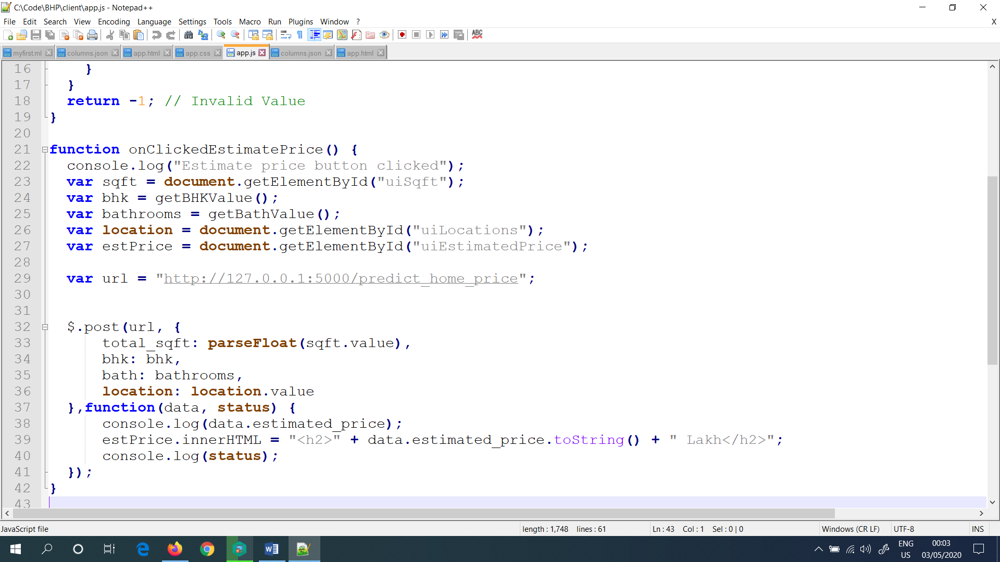 C:\Code\BHP\client\app.js - Notepad++
File Edit Search View Encoding Language Settings Tools Macro Run Plugins Window ? X
ABC
myfirst.ml columns.json app.html app.css app.js columns.json app.html
16 }
17 }
18 return -1; // Invalid Value
19 }
20
21 function onClickedEstimatePrice() {
22 console.log("Estimate price button clicked");
23 var sqft = document.getElementById("uiSqft");
24 var bhk = getBHKValue();
25 var bathrooms = getBathValue();
26 var location = document.getElementById("uiLocations");
27 var estPrice = document.getElementById("uiEstimatedPrice");
28
29 var url = "http://127.0.0.1:5000/predict_home_price";
30
31
32 $.post(url, {
33 total_sqft: parseFloat(sqft.value),
34 bhk: bhk,
35 bath: bathrooms,
36 location: location.value
37 },function(data, status) {
38 console.log(data.estimated_price);
39 estPrice.innerHTML = "<h2>" + data.estimated_price.toString() + " Lakh</h2>";
40 console.log(status);
41 });
42 }
43
JavaScript file length : 1,748 lines : 61 Ln : 43 Col : 1 Sel : 0 | 0 Windows (CR LF) UTF-8 INS
ENG 00:03
US 03/05/2020